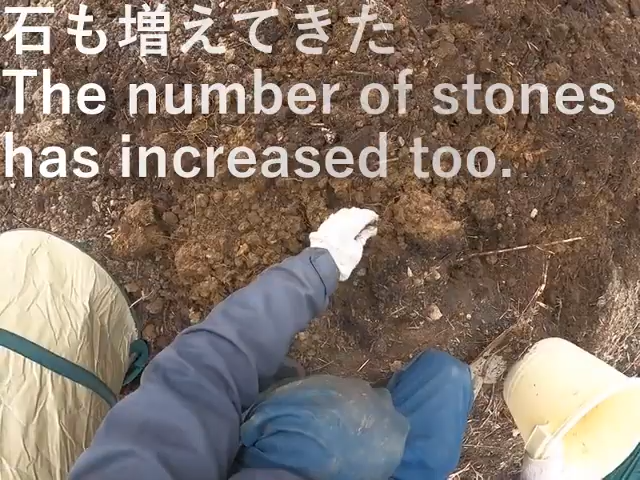 石も増えてきた
The number of stones
has increased too.